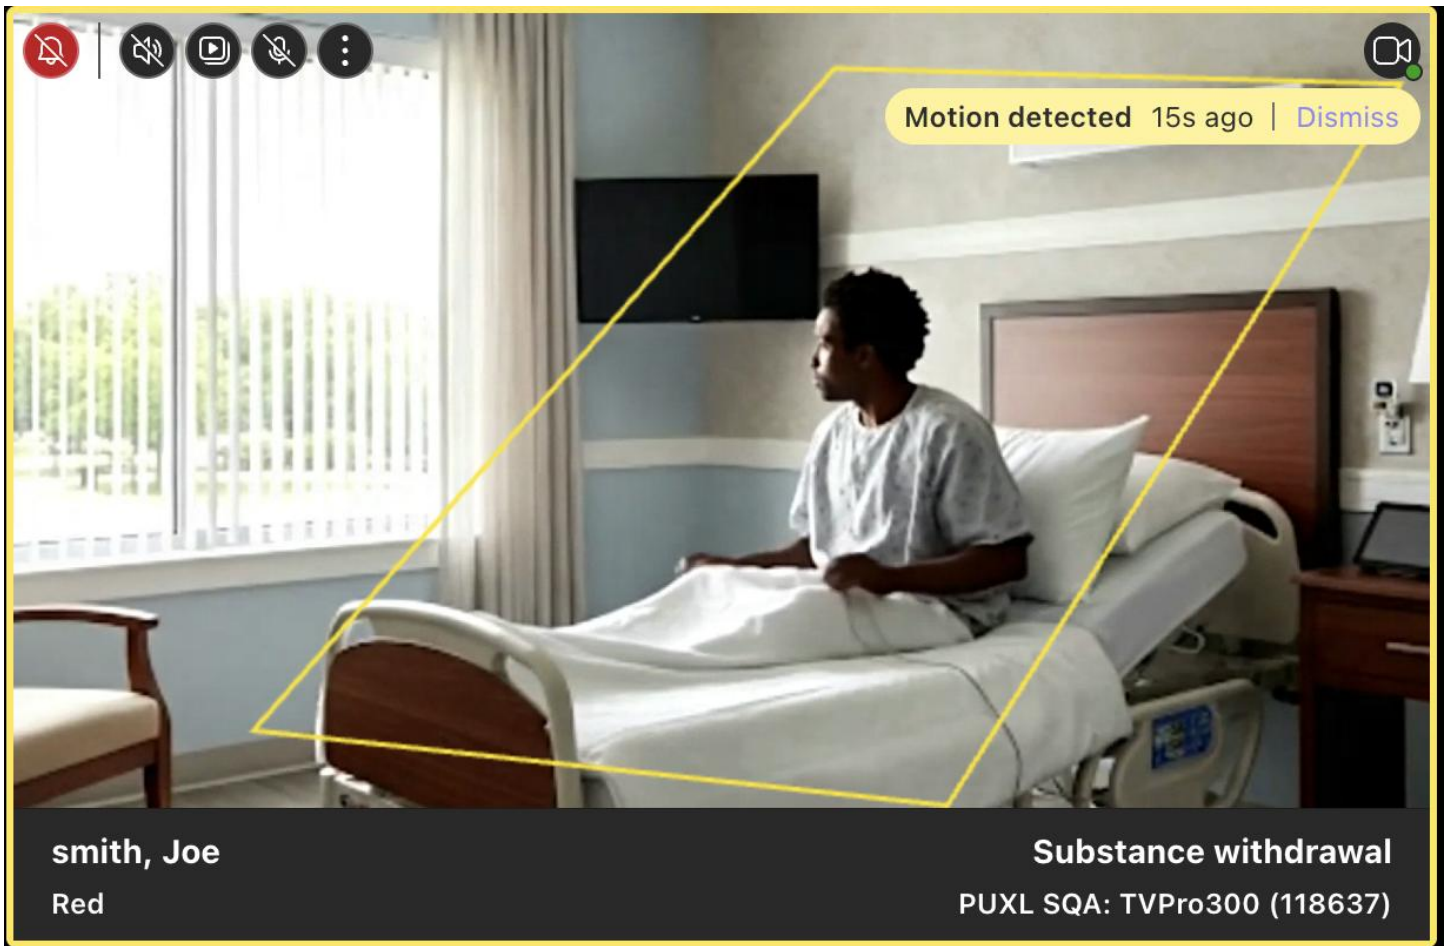 Motion detected 15s ago | Dismiss
smith, Joe
Substance withdrawal
Red
PUXL SQA: TVPro300 (118637)